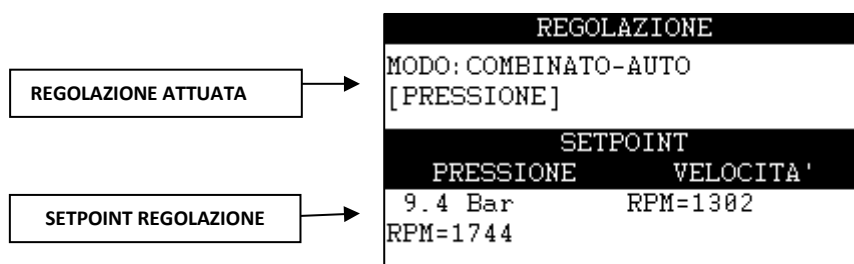 REGOLAZIONE
MODO:COMBINATO-AUTO
REGOLAZIONE ATTUATA
[PRESSIONE]
SETPOINT
PRESSIONE VELOCITA'
9.4 Bar RPM=1302
SETPOINT REGOLAZIONE
RPM=1744